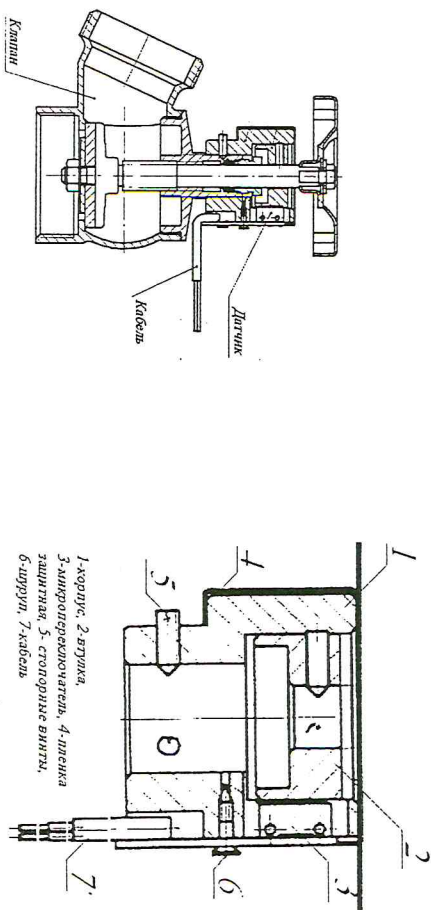 Клапан
Кабель
Датчик
1
2
3
4
5
6
7
1-корпус, 2-втулка,
3-микропереключатель, 4-пленка
защитная, 5- стопорные винты,
6-шуруп, 7-кабель